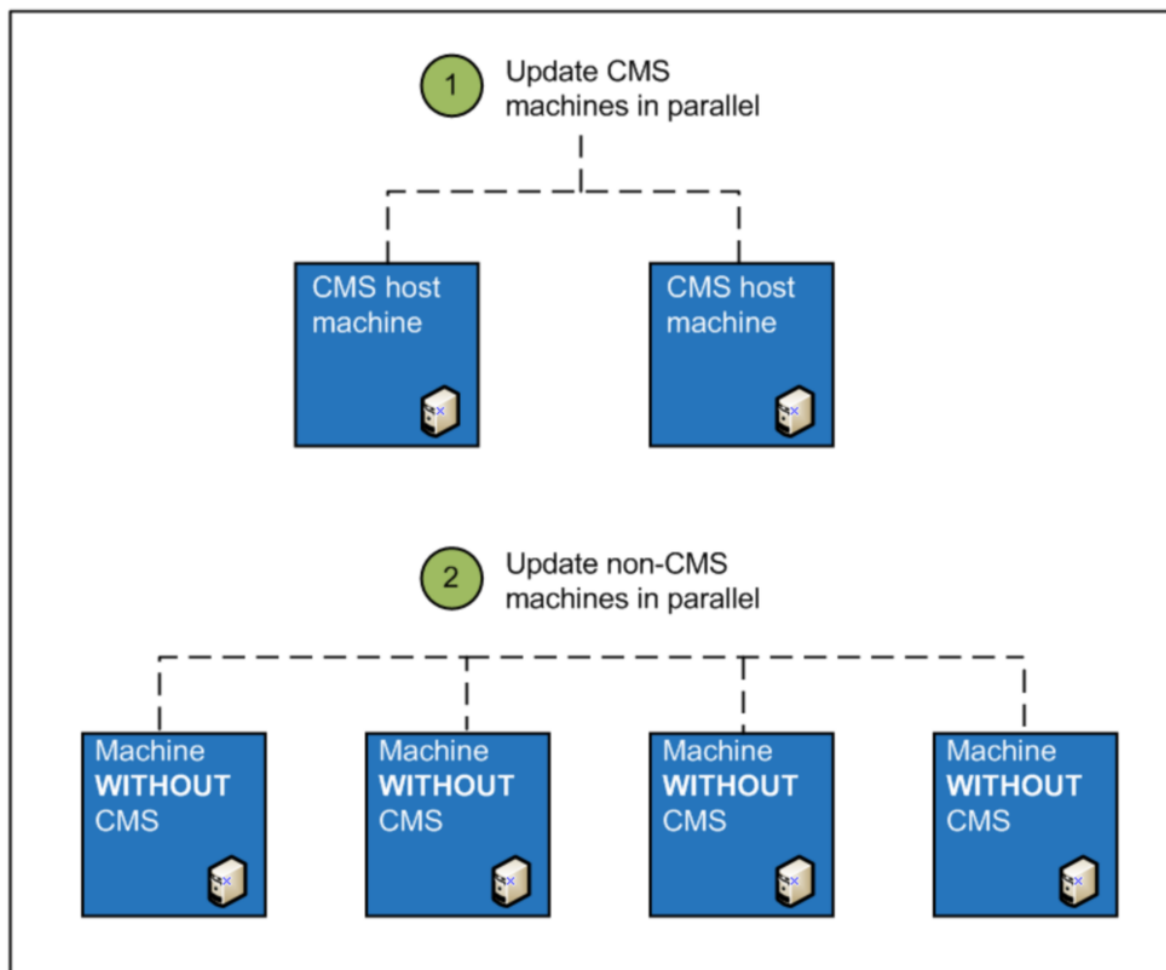 1
Update CMS
machines in parallel
CMS host
machine
CMS host
machine
2
Update non-CMS
machines in parallel
Machine
WITHOUT
CMS
Machine
WITHOUT
CMS
Machine
WITHOUT
CMS
Machine
WITHOUT
CMS